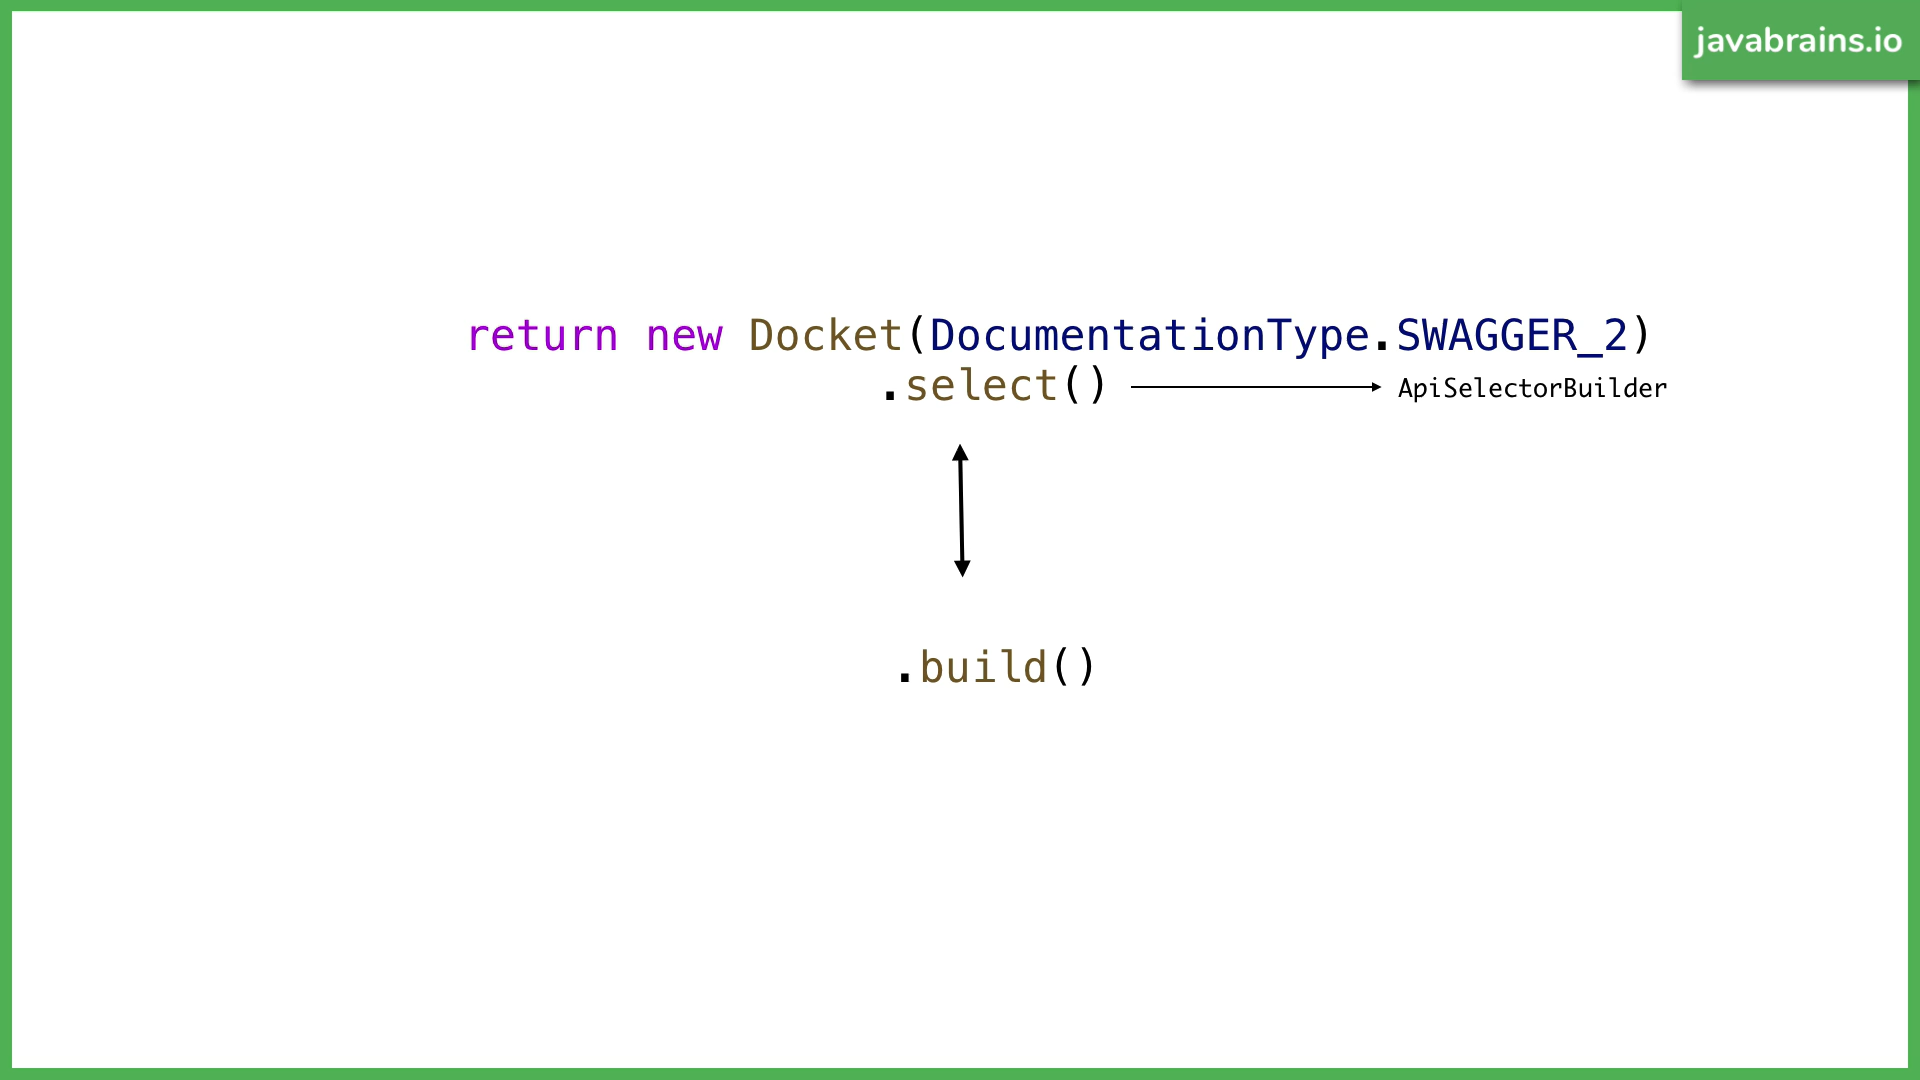 javabrains.io
return new Docket(DocumentationType.SWAGGER_2)
.select() ApiSelectorBuilder
.build()